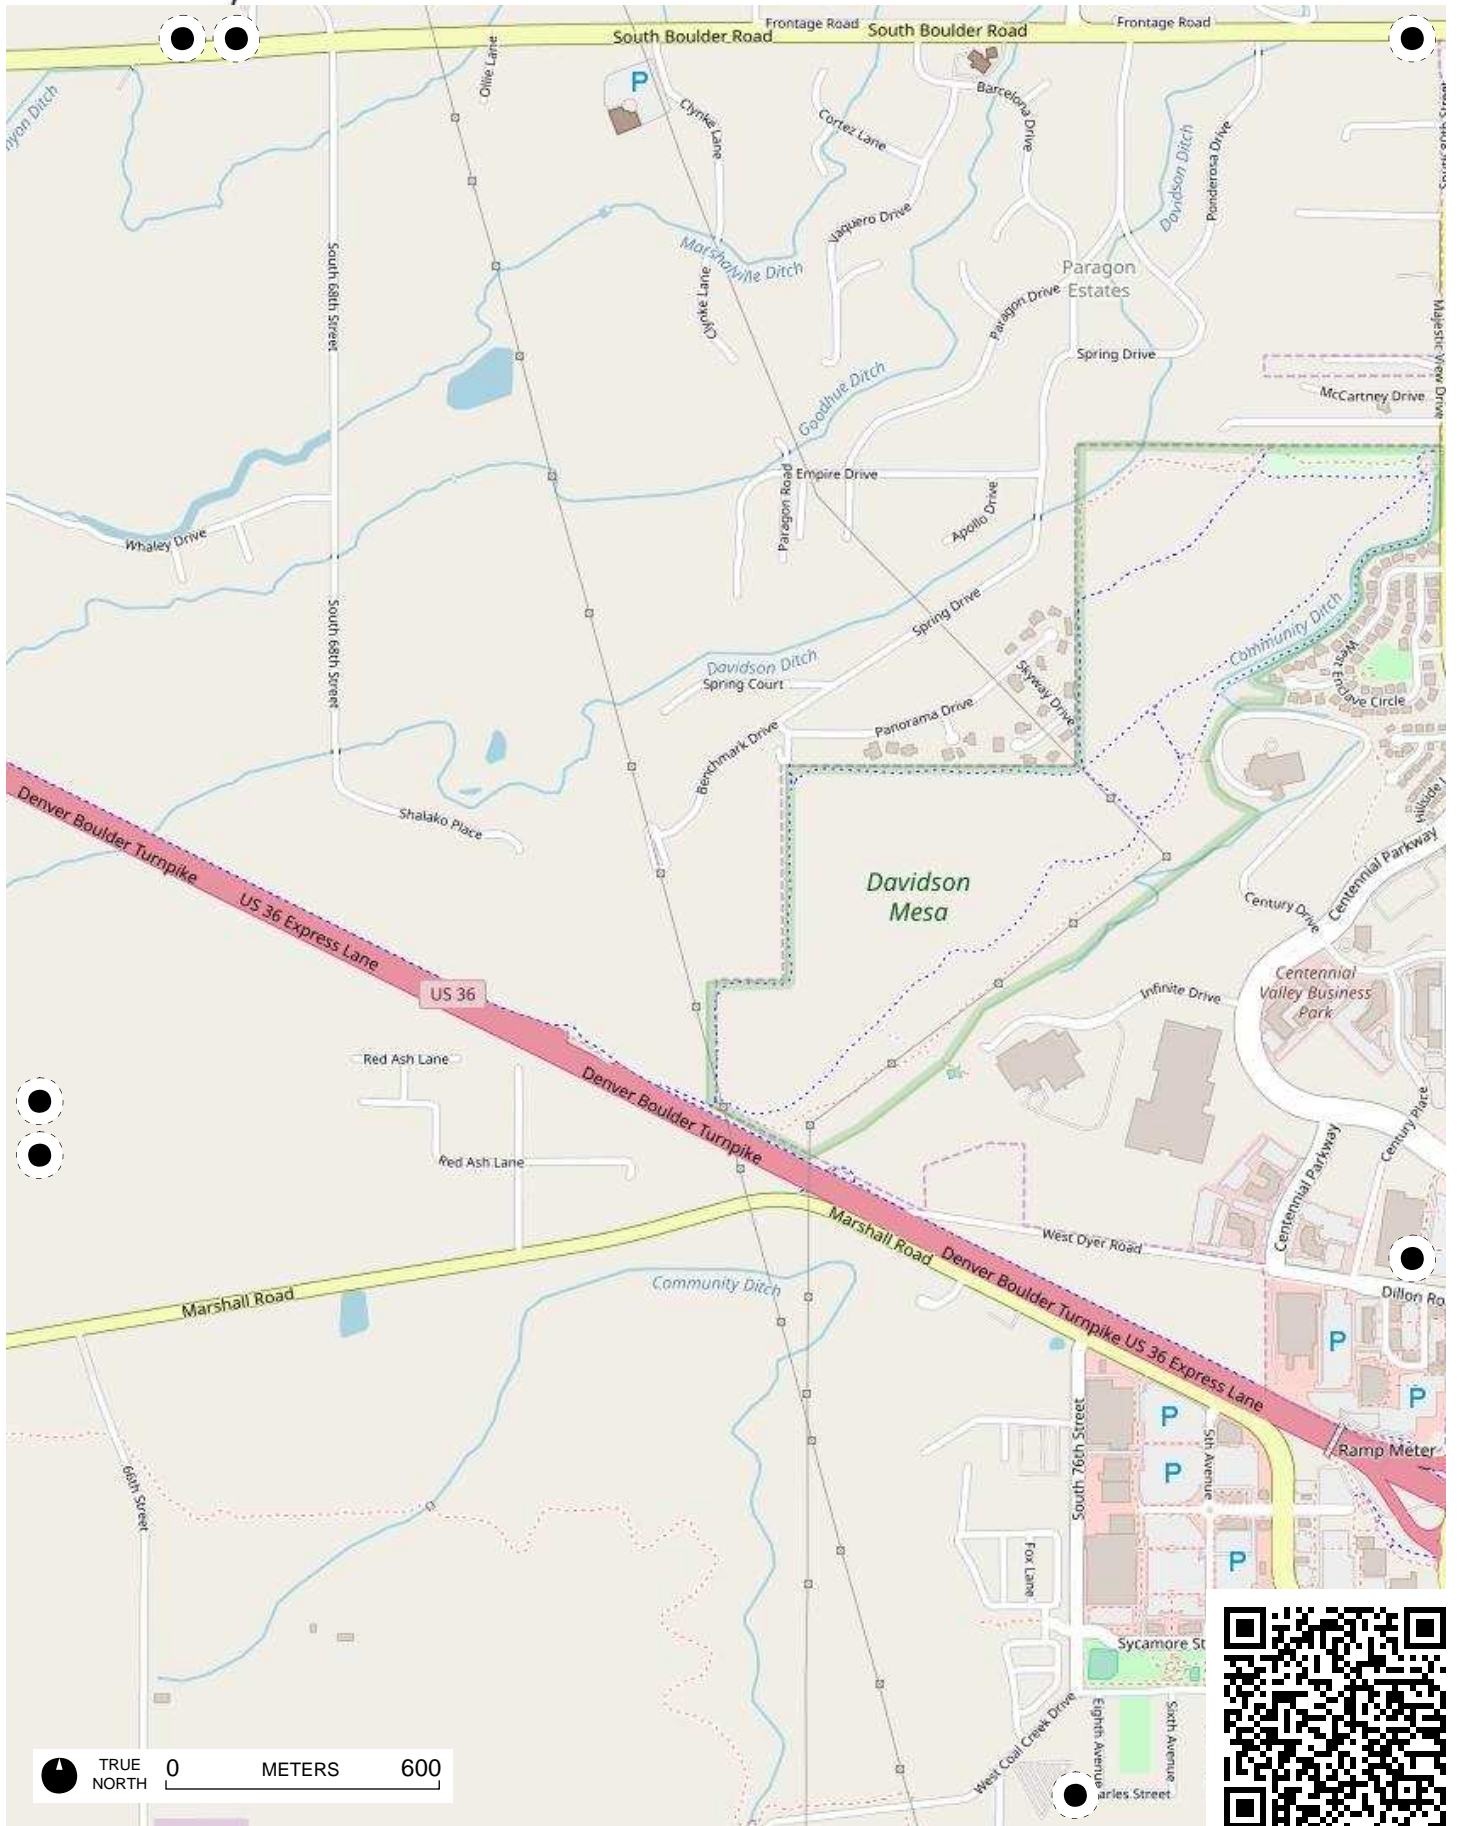 Frontage Road
Frontage Road
South Boulder Road
South Boulder Road
Ollie Lane
P
Clynke Lane
Barcelona Drive
Cortez Lane
Davidson Ditch
Ponderosa Drive
Vaquero Drive
Marshallville Ditch
South 68th Street
Clynke Lane
Paragon
Estates
Paragon Drive
Majestic View Drive
Spring Drive
Goodhue Ditch
McCartney Drive
Empire Drive
Paragon Road
Apollo Drive
Whaley Drive
South 68th Street
Spring Drive
Community Ditch
Davidson Ditch
Spring Court
Skyway Drive
West Enclave Circle
Panorama Drive
Benchmark Drive
Denver Boulder Turnpike
Shalako Place
Centennial Parkway
Davidson
Mesa
Century Drive
US 36 Express Lane
US 36
Centennial
Valley Business
Park
Infinite Drive
Red Ash Lane
Denver Boulder Turnpike
Century Place
Red Ash Lane
Centennial Parkway
Marshall Road
West Dyer Road
Denver Boulder Turnpike
US 36 Express Lane
Community Ditch
Marshall Road
Dillon Ro
P
P
P
South 76th Street
5th Avenue
Ramp Meter
P
66th Street
Fox Lane
P
Sycamore St
West Coal Creek Drive
Eighth Avenue
Sixth Avenue
arles Street
TRUE
NORTH
0 METERS 600